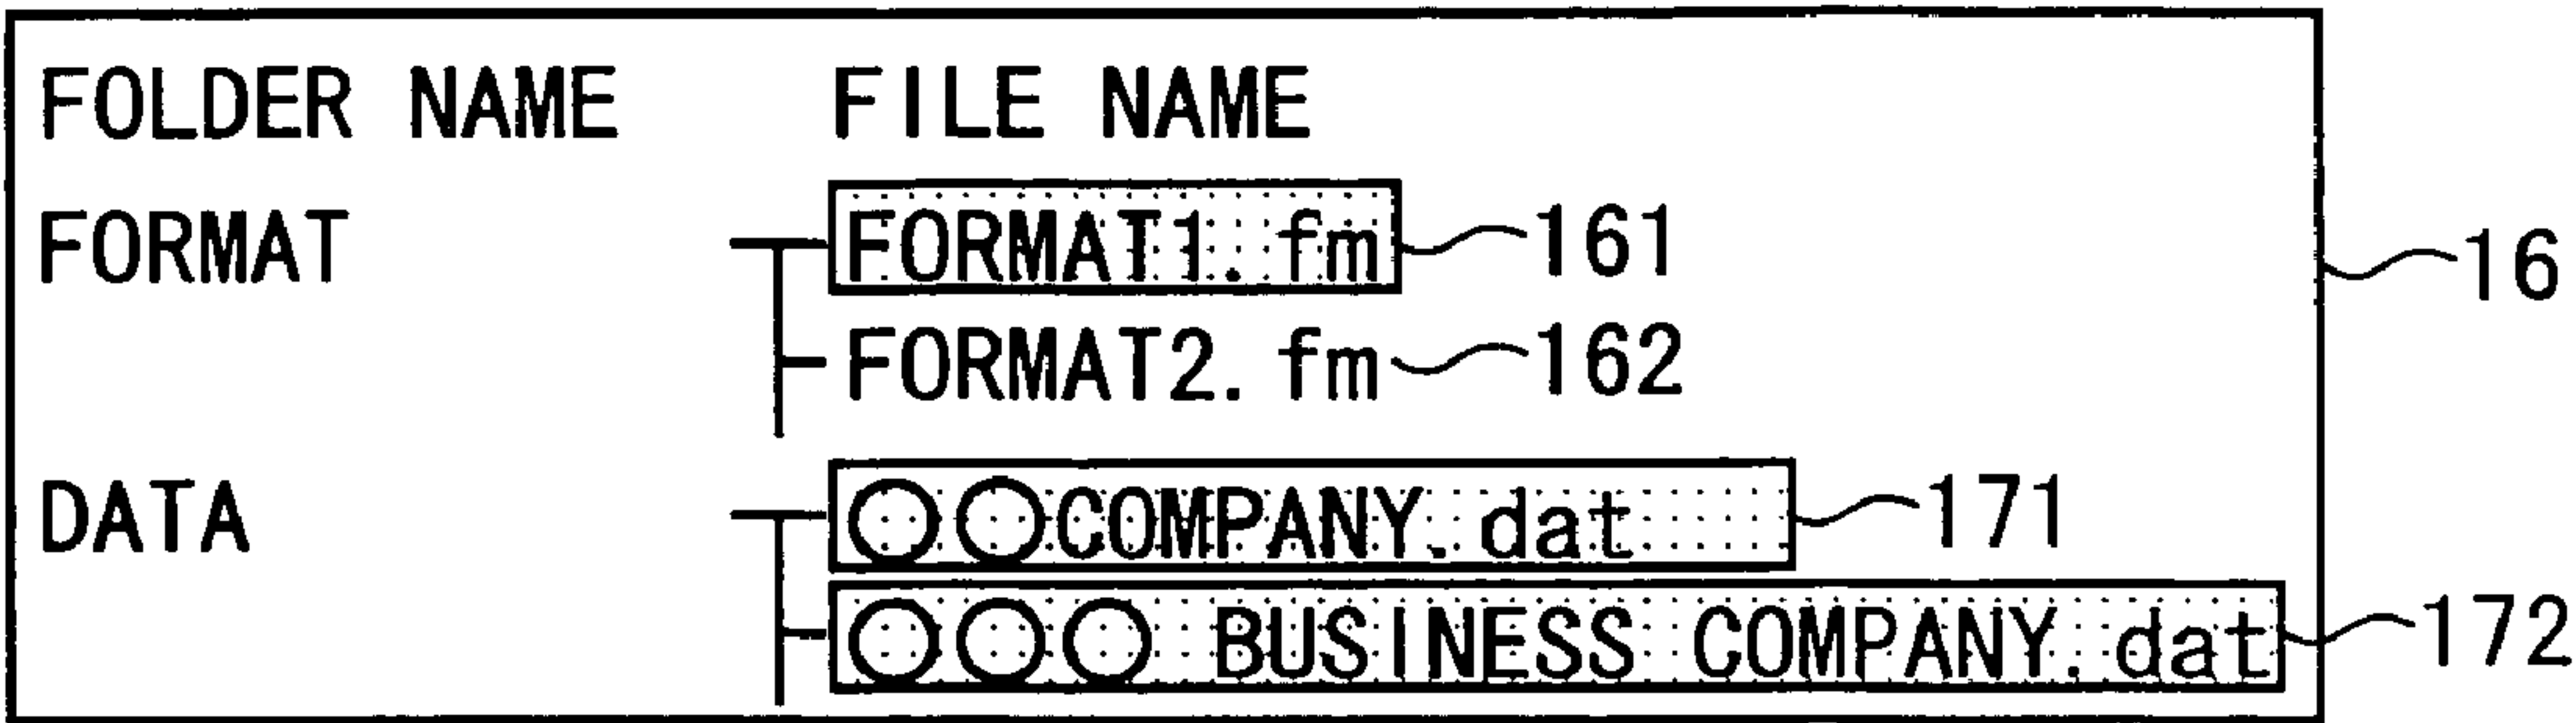 FOLDER NAME FILE NAME
FORMAT FORMAT1.fm 161
16
FORMAT2.fm 162
DATA ○○COMPANY.dat 171
○○○ BUSINESS COMPANY.dat 172